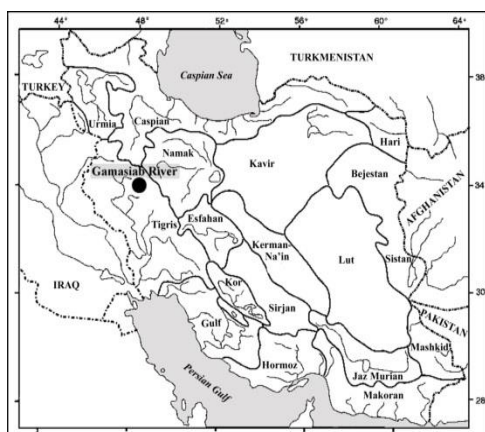 44°
48°
52°
56°
60°
64°
TURKMENISTAN
Caspian Sea
38
TURKEY
Urmia
Caspian
Hari
Namak
Kavir
Gamasiab River
Bejestan
34
AFGHANISTAN
Esfahan
Tigris
Kerman-
Na'in
Lut
Sistan
Kor
IRAQ
Sirjan
30
PAKISTAN
Gulf
Mashkid
Hormoz
Jaz Murian
Persian Gulf
Makoran
26